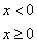 x < 0
x ≥ 0